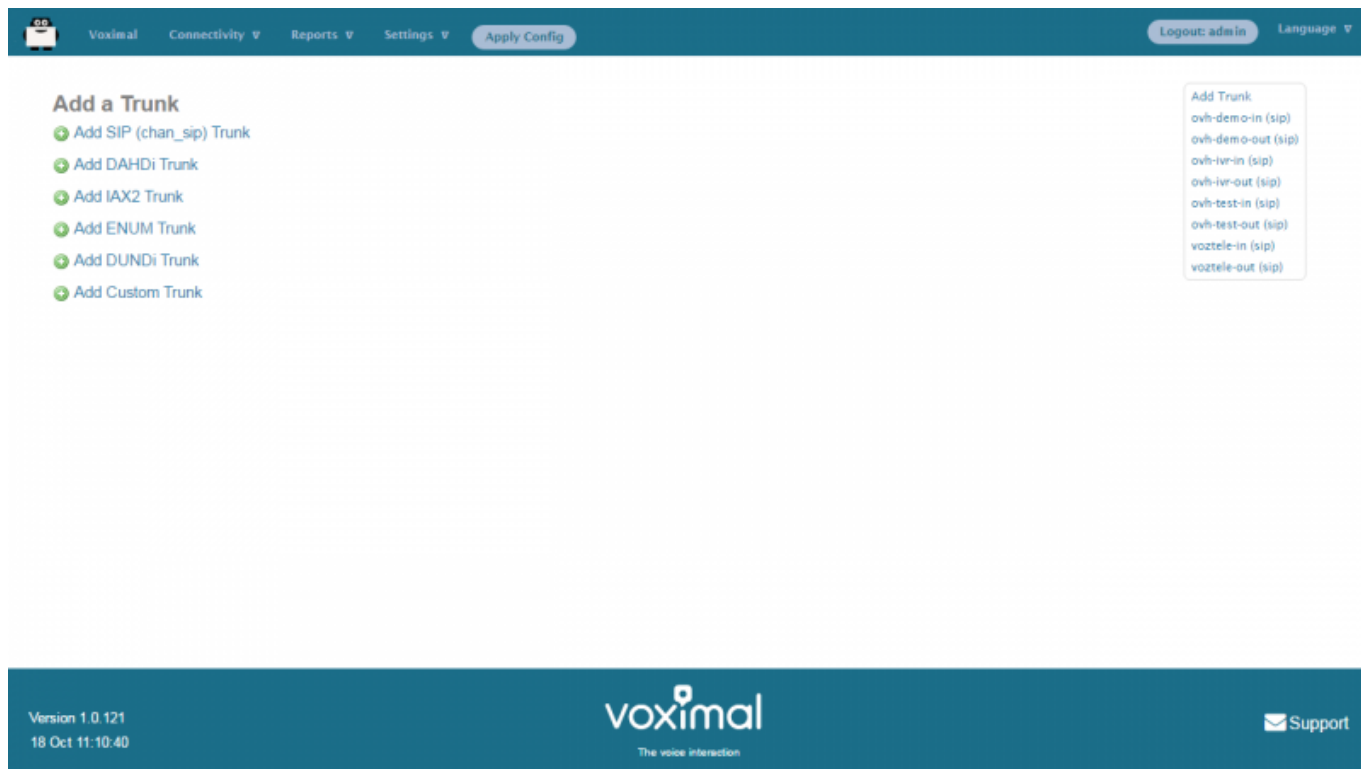 Voximal Connectivity ∇ Reports ∇ Settings ∇ Apply Config Logout: admin Language ∇
Add a Trunk
Add SIP (chan_sip) Trunk
Add DAHDi Trunk
Add IAX2 Trunk
Add ENUM Trunk
Add DUNDi Trunk
Add Custom Trunk
Add Trunk
ovh-demo-in (sip)
ovh-demo-out (sip)
ovh-ivr-in (sip)
ovh-ivr-out (sip)
ovh-test-in (sip)
ovh-test-out (sip)
voztele-in (sip)
voztele-out (sip)
Version 1.0.121
18 Oct 11:10:40
voximal
The voice interaction
Support